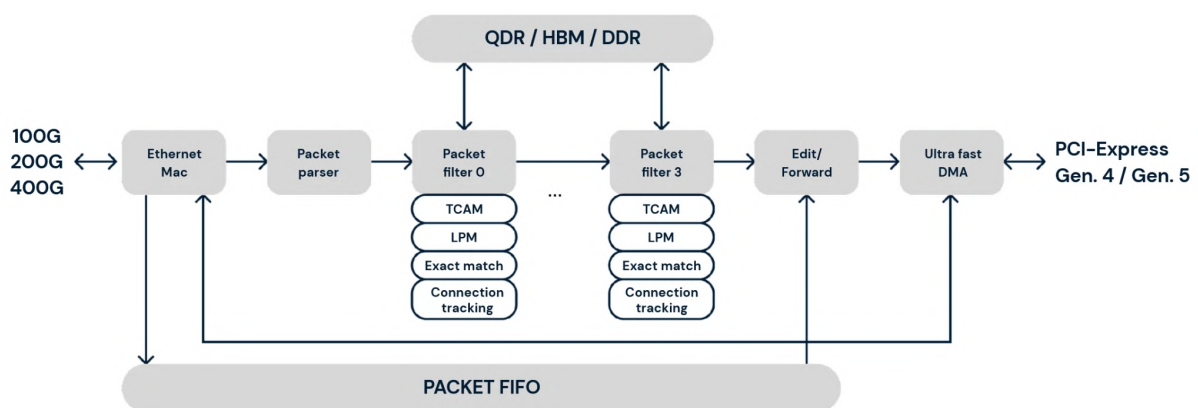 QDR / HBM / DDR
100G
200G
400G
Ethernet
Mac
Packet
parser
Packet
filter 0
...
Packet
filter 3
Edit/
Forward
Ultra fast
DMA
PCI-Express
Gen. 4 / Gen. 5
TCAM
LPM
Exact match
Connection
tracking
TCAM
LPM
Exact match
Connection
tracking
PACKET FIFO